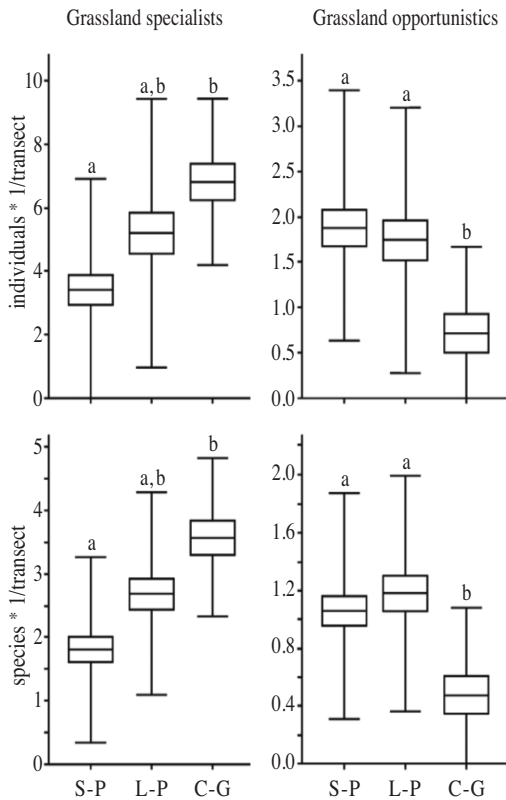 Grassland specialists
Grassland opportunistics
individuals * 1/transect
10
8
6
4
2
0
a
a,b
b
3.5
3.0
2.5
2.0
1.5
1.0
0.5
0.0
a
a
b
species * 1/transect
5
4
3
2
1
0
a
a,b
b
2.0
1.6
1.2
0.8
0.4
0.0
a
a
b
S-P L-P C-G
S-P L-P C-G